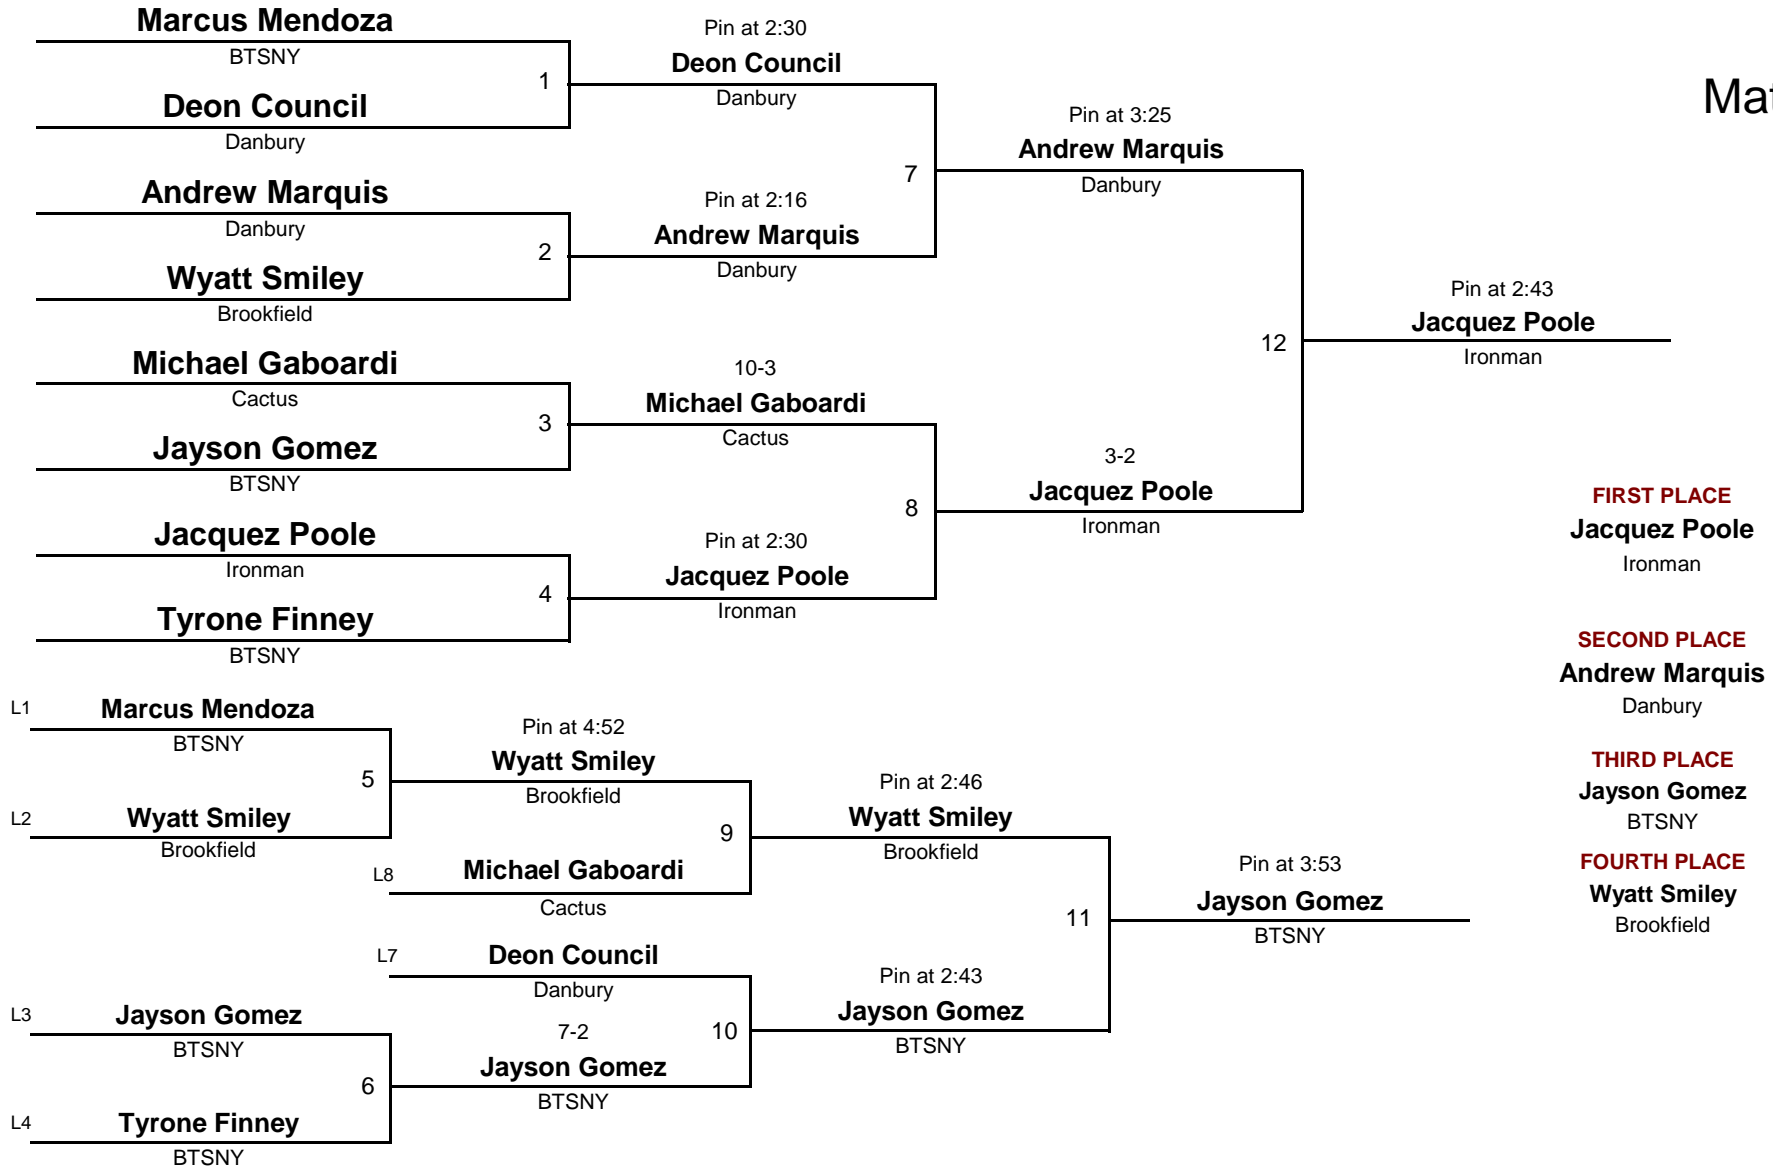 Marcus Mendoza
BTSNY
1
Deon Council
Danbury
Pin at 2:30
Deon Council
Danbury
Andrew Marquis
Danbury
2
Wyatt Smiley
Brookfield
Pin at 2:16
Andrew Marquis
Danbury
7
Pin at 3:25
Andrew Marquis
Danbury
Michael Gaboardi
Cactus
3
Jayson Gomez
BTSNY
10-3
Michael Gaboardi
Cactus
Jacquez Poole
Ironman
4
Tyrone Finney
BTSNY
Pin at 2:30
Jacquez Poole
Ironman
8
3-2
Jacquez Poole
Ironman
12
Pin at 2:43
Jacquez Poole
Ironman
L1
Marcus Mendoza
BTSNY
5
L2
Wyatt Smiley
Brookfield
Pin at 4:52
Wyatt Smiley
Brookfield
9
L8
Michael Gaboardi
Cactus
Pin at 2:46
Wyatt Smiley
Brookfield
L7
Deon Council
Danbury
L3
Jayson Gomez
BTSNY
6
L4
Tyrone Finney
BTSNY
7-2
Jayson Gomez
BTSNY
10
Pin at 2:43
Jayson Gomez
BTSNY
11
Pin at 3:53
Jayson Gomez
BTSNY
FIRST PLACE
Jacquez Poole
Ironman
SECOND PLACE
Andrew Marquis
Danbury
THIRD PLACE
Jayson Gomez
BTSNY
FOURTH PLACE
Wyatt Smiley
Brookfield